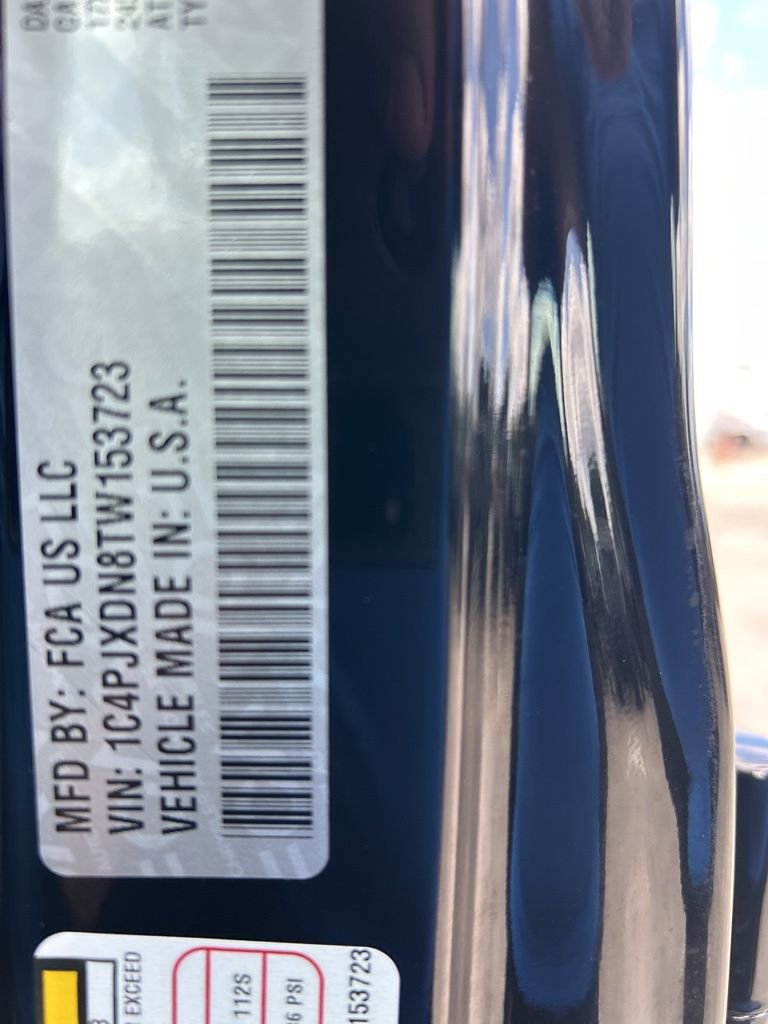 MFD BY: FCA US LLC
VIN: 1C4PJXDN8TW153723
VEHICLE MADE IN: U.S.A.
EXCEED
112S
PSI
153723